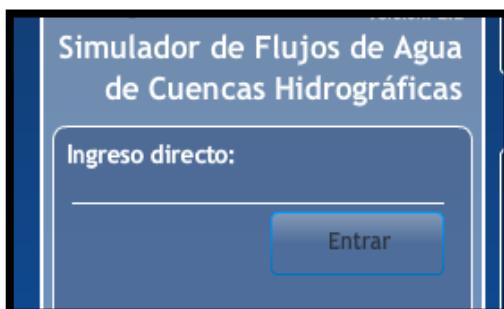 Simulador de Flujos de Agua
de Cuencas Hidrográficas
Ingreso directo:
Entrar